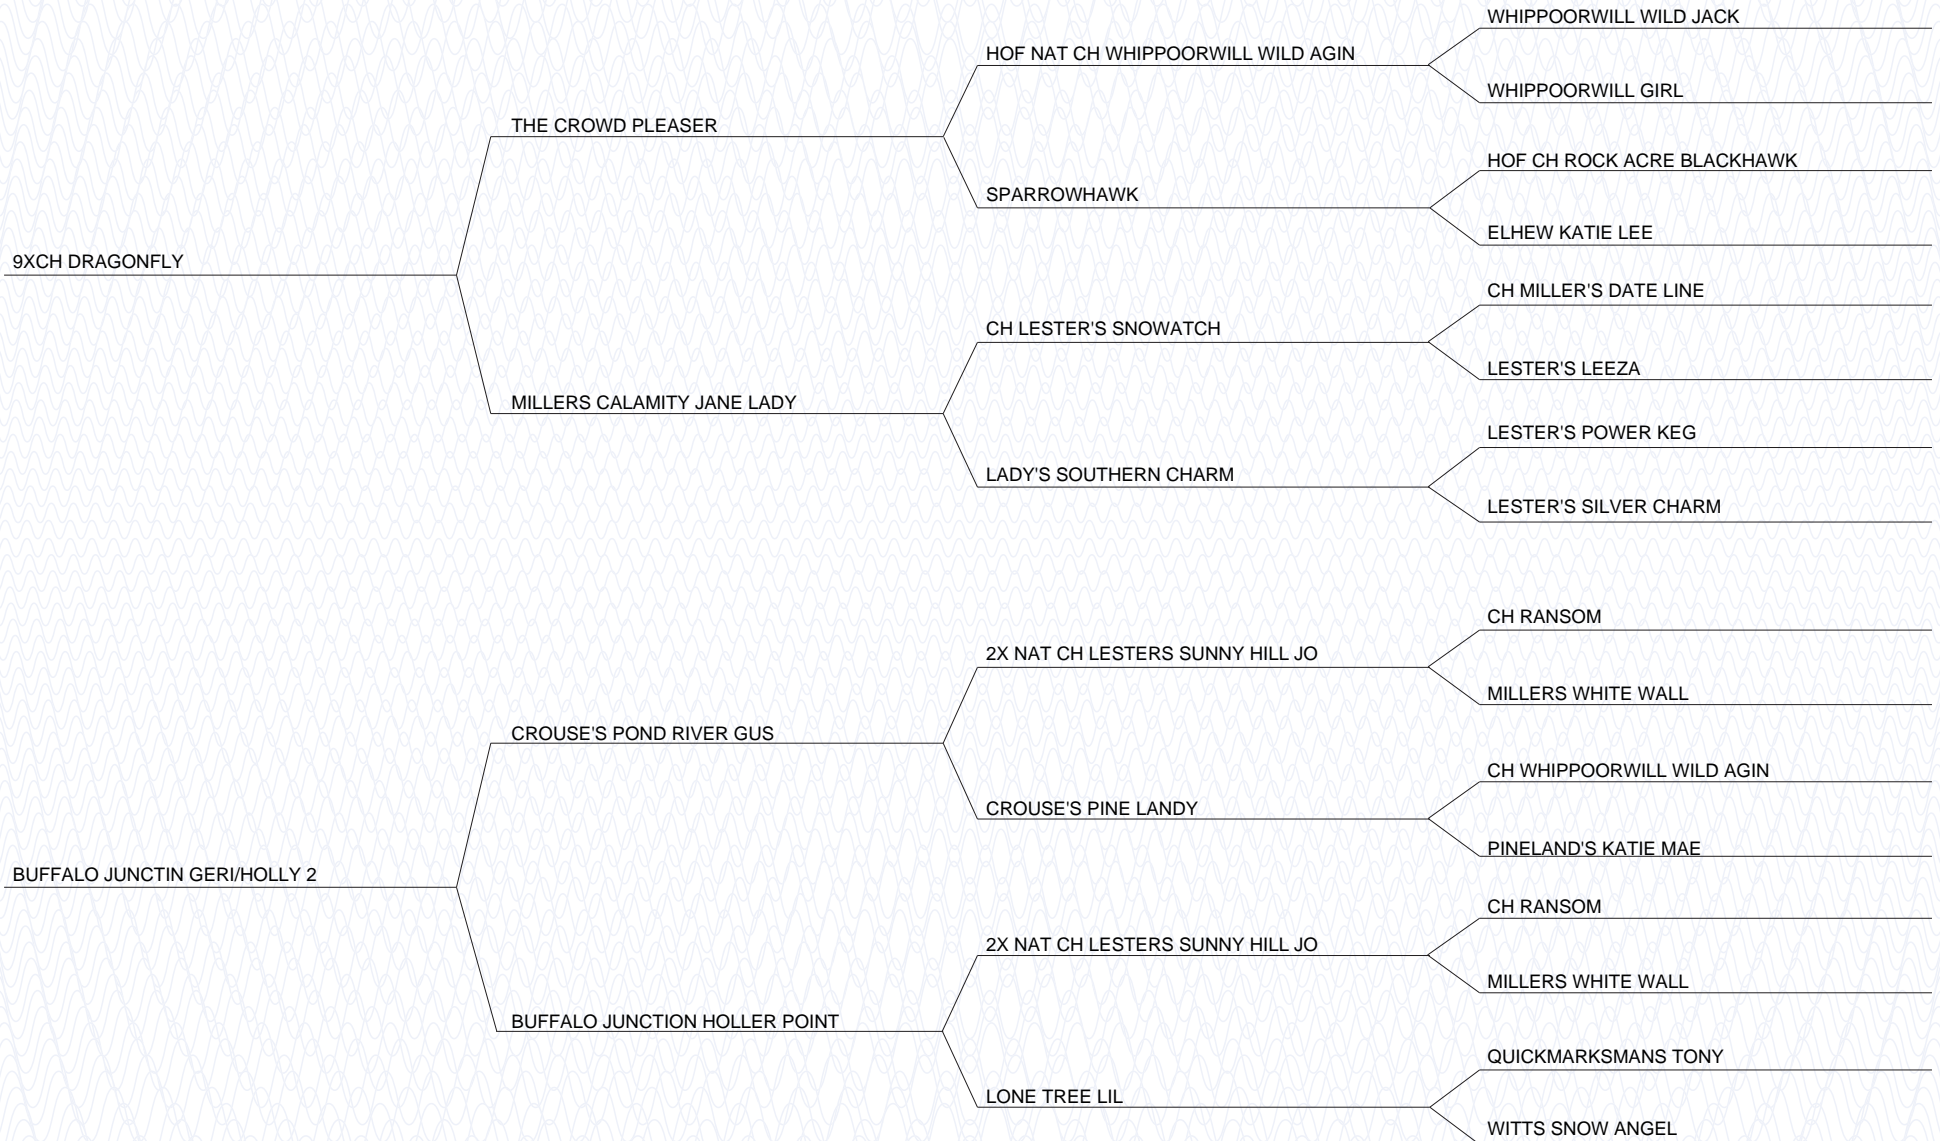 WHIPPOORWILL WILD JACK
HOF NAT CH WHIPPOORWILL WILD AGIN
WHIPPOORWILL GIRL
THE CROWD PLEASER
HOF CH ROCK ACRE BLACKHAWK
SPARROWHAWK
ELHEW KATIE LEE
9XCH DRAGONFLY
CH MILLER'S DATE LINE
CH LESTER'S SNOWATCH
LESTER'S LEEZA
MILLERS CALAMITY JANE LADY
LESTER'S POWER KEG
LADY'S SOUTHERN CHARM
LESTER'S SILVER CHARM
CH RANSOM
2X NAT CH LESTERS SUNNY HILL JO
MILLERS WHITE WALL
CROUSE'S POND RIVER GUS
CH WHIPPOORWILL WILD AGIN
CROUSE'S PINE LANDY
PINELAND'S KATIE MAE
BUFFALO JUNCTIN GERI/HOLLY 2
CH RANSOM
2X NAT CH LESTERS SUNNY HILL JO
MILLERS WHITE WALL
BUFFALO JUNCTION HOLLER POINT
QUICKMARKSMANS TONY
LONE TREE LIL
WITTS SNOW ANGEL